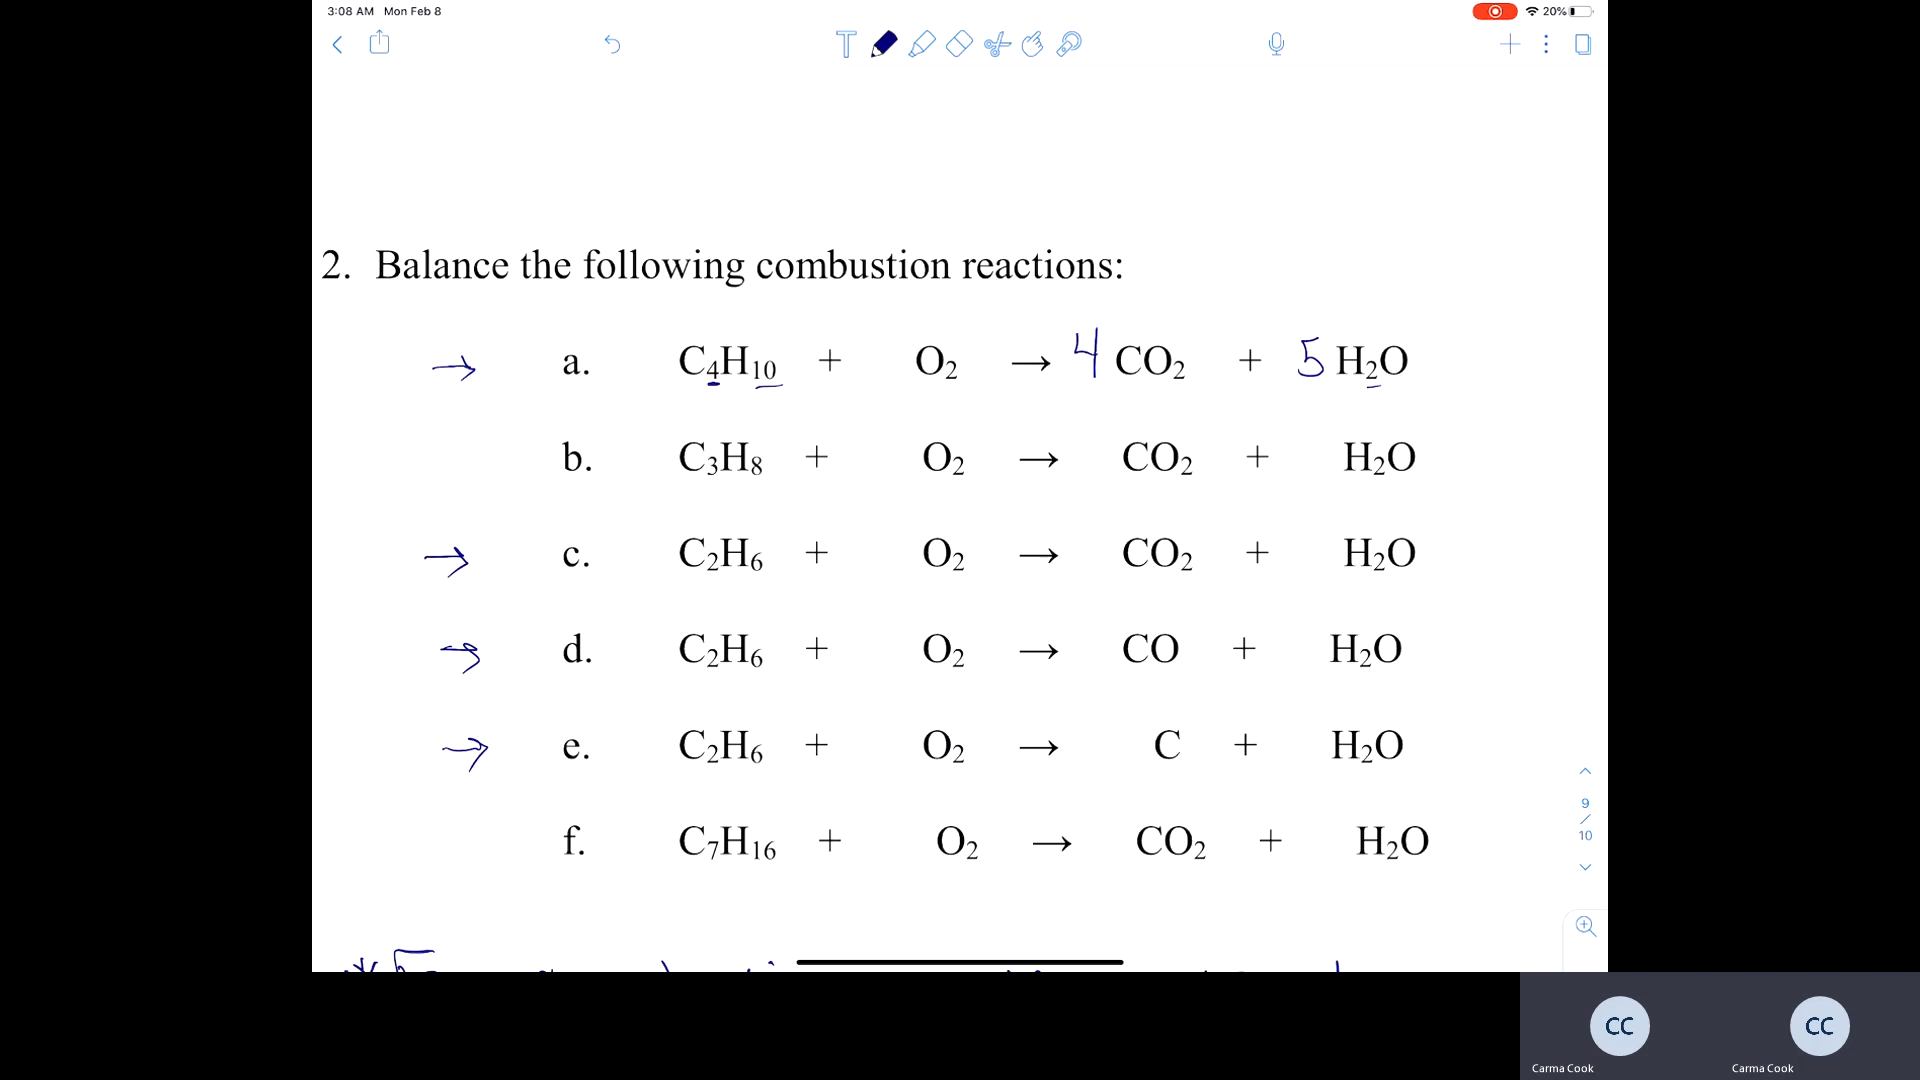 3:08 AM Mon Feb 8 20%
2. Balance the following combustion reactions:
→ a. C₄H₁₀ + O₂ → 4 CO₂ + 5 H₂O
b. C₃H₈ + O₂ → CO₂ + H₂O
→ c. C₂H₆ + O₂ → CO₂ + H₂O
→ d. C₂H₆ + O₂ → CO + H₂O
→ e. C₂H₆ + O₂ → C + H₂O
f. C₇H₁₆ + O₂ → CO₂ + H₂O
9
/
10
CC CC
Carma Cook Carma Cook